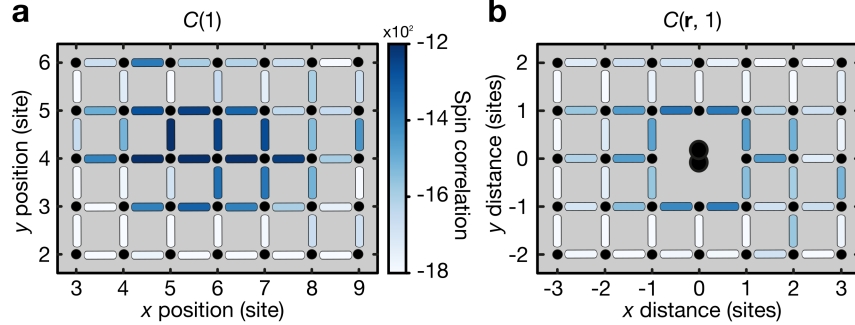 a
C(1)
y position (site)
6
5
4
3
2
3 4 5 6 7 8 9
x position (site)
x10²
-12
-14
-16
-18
Spin correlation
b
C(r, 1)
y distance (sites)
2
1
0
-1
-2
-3 -2 -1 0 1 2 3
x distance (sites)